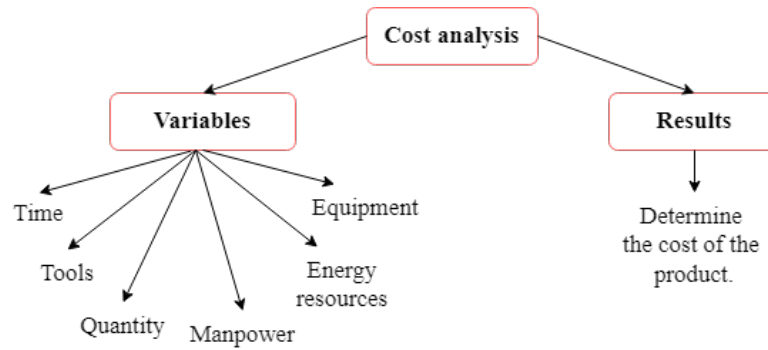 Cost analysis
Variables
Results
Time
Tools
Quantity
Manpower
Energy
resources
Equipment
Determine
the cost of the
product.